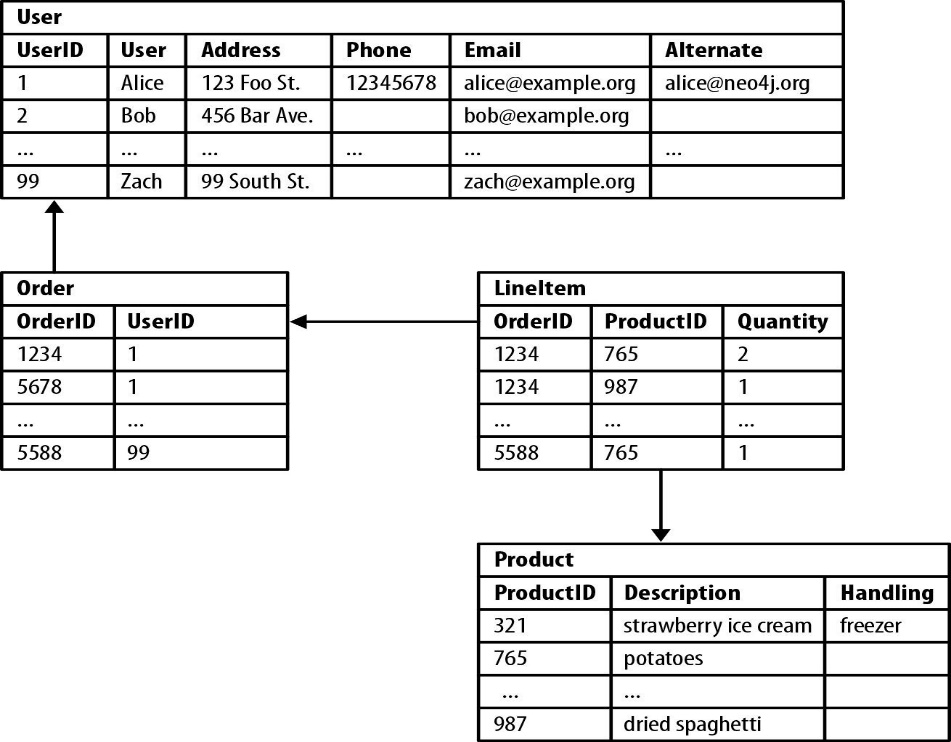 User
UserID User Address Phone Email Alternate
1 Alice 123 Foo St. 12345678 alice@example.org alice@neo4j.org
2 Bob 456 Bar Ave. bob@example.org
... ... ... ... ... ...
99 Zach 99 South St. zach@example.org
Order
OrderID UserID
1234 1
5678 1
... ...
5588 99
LineItem
OrderID ProductID Quantity
1234 765 2
1234 987 1
... ... ...
5588 765 1
Product
ProductID Description Handling
321 strawberry ice cream freezer
765 potatoes
... ...
987 dried spaghetti